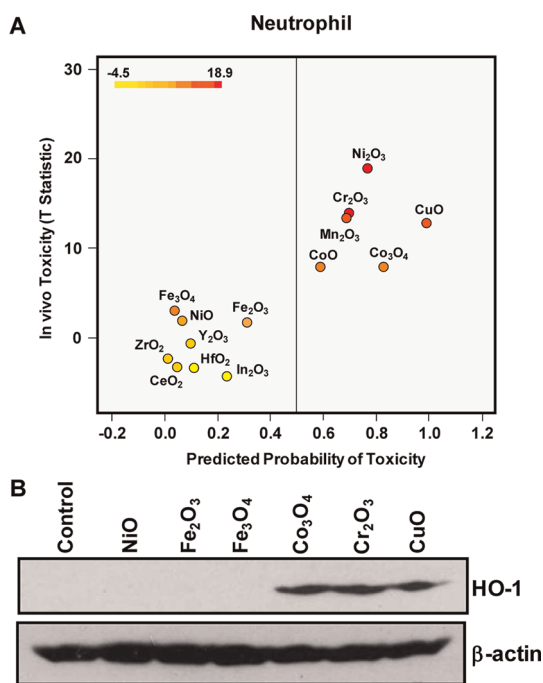 A
Neutrophil
-4.5 18.9
30
20
10
0
In vivo Toxicity (T Statistic)
Ni₂O₃
Cr₂O₃
Mn₂O₃
CuO
CoO
Co₃O₄
Fe₃O₄
NiO
Fe₂O₃
Y₂O₃
ZrO₂
HfO₂
In₂O₃
CeO₂
-0.2 0.0 0.2 0.4 0.6 0.8 1.0 1.2
Predicted Probability of Toxicity
B
Control NiO Fe₂O₃ Fe₃O₄ Co₃O₄ Cr₂O₃ CuO
HO-1
β-actin